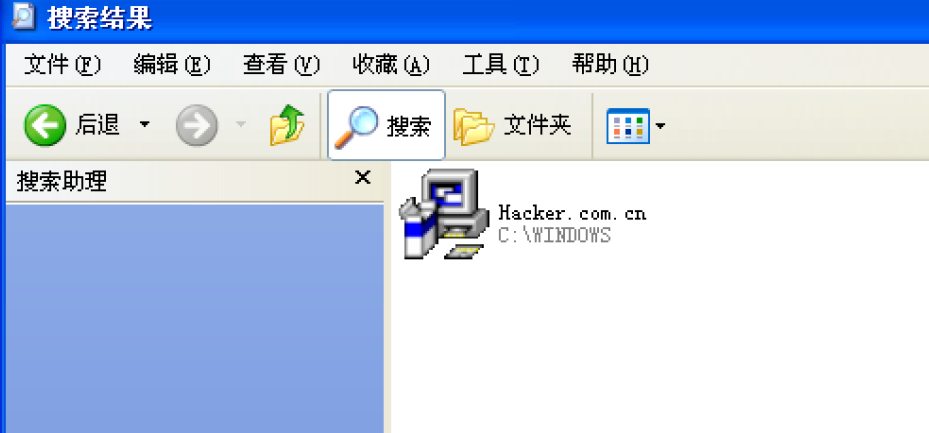 搜索结果
文件(F) 编辑(E) 查看(V) 收藏(A) 工具(T) 帮助(H)
后退 搜索 文件夹
搜索助理
Hacker.com.cn
C:\WINDOWS